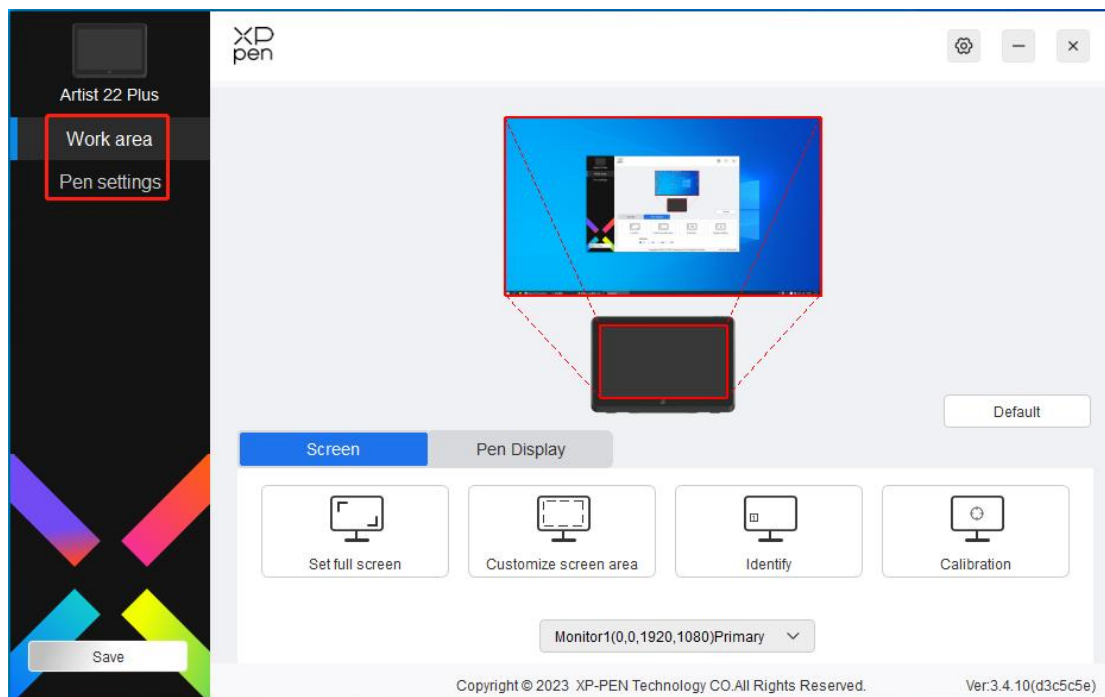 XP
pen
Artist 22 Plus
Work area
Pen settings
Default
Screen
Pen Display
Set full screen
Customize screen area
1
Identify
Calibration
Monitor1(0,0,1920,1080)Primary
Save
Copyright © 2023 XP-PEN Technology CO.All Rights Reserved.
Ver:3.4.10(d3c5c5e)